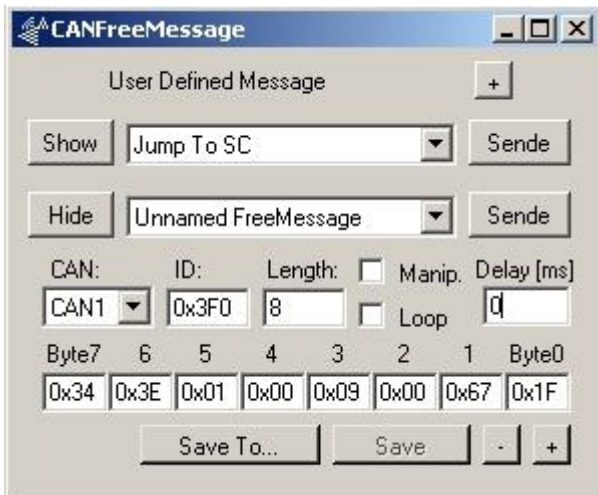 CANFreeMessage
User Defined Message +
Show Jump To SC Sende
Hide Unnamed FreeMessage Sende
CAN: ID: Length: Manip. Delay [ms]
CAN1 0x3F0 8 Loop 0
Byte7 6 5 4 3 2 1 Byte0
0x34 0x3E 0x01 0x00 0x09 0x00 0x67 0x1F
Save To... Save - +